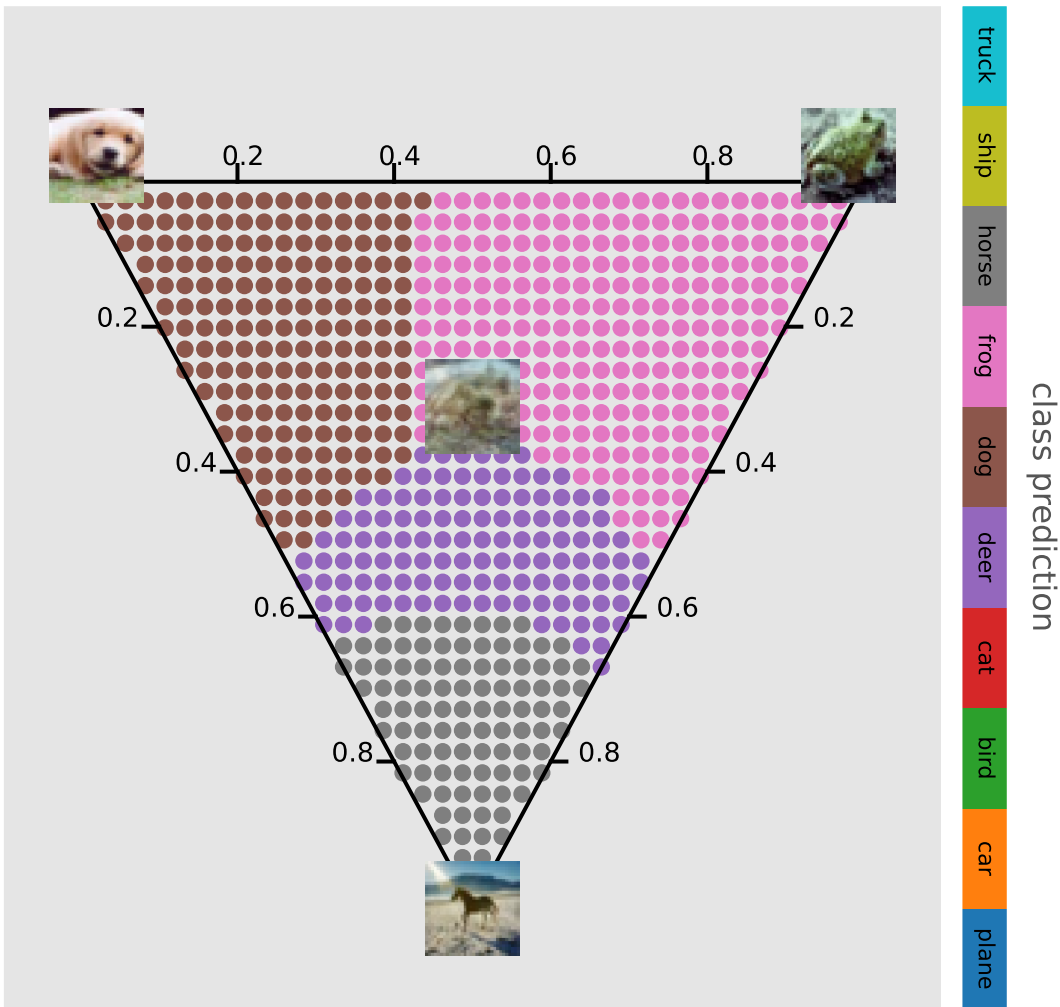 0.2 0.4 0.6 0.8
0.2 0.2
0.4 0.4
0.6 0.6
0.8 0.8
truck
ship
horse
frog
dog
deer
cat
bird
car
plane
class prediction